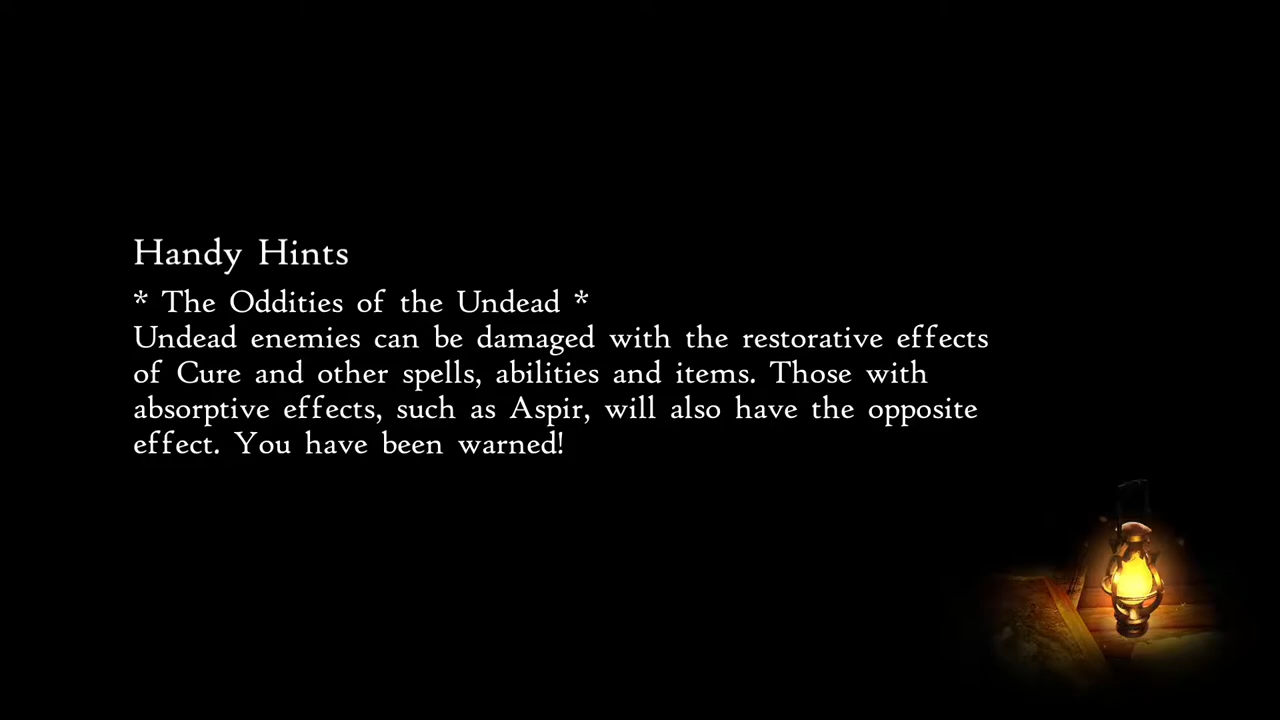 Handy Hints
* The Oddities of the Undead *
Undead enemies can be damaged with the restorative effects
of Cure and other spells, abilities and items. Those with
absorptive effects, such as Aspir, will also have the opposite
effect. You have been warned!